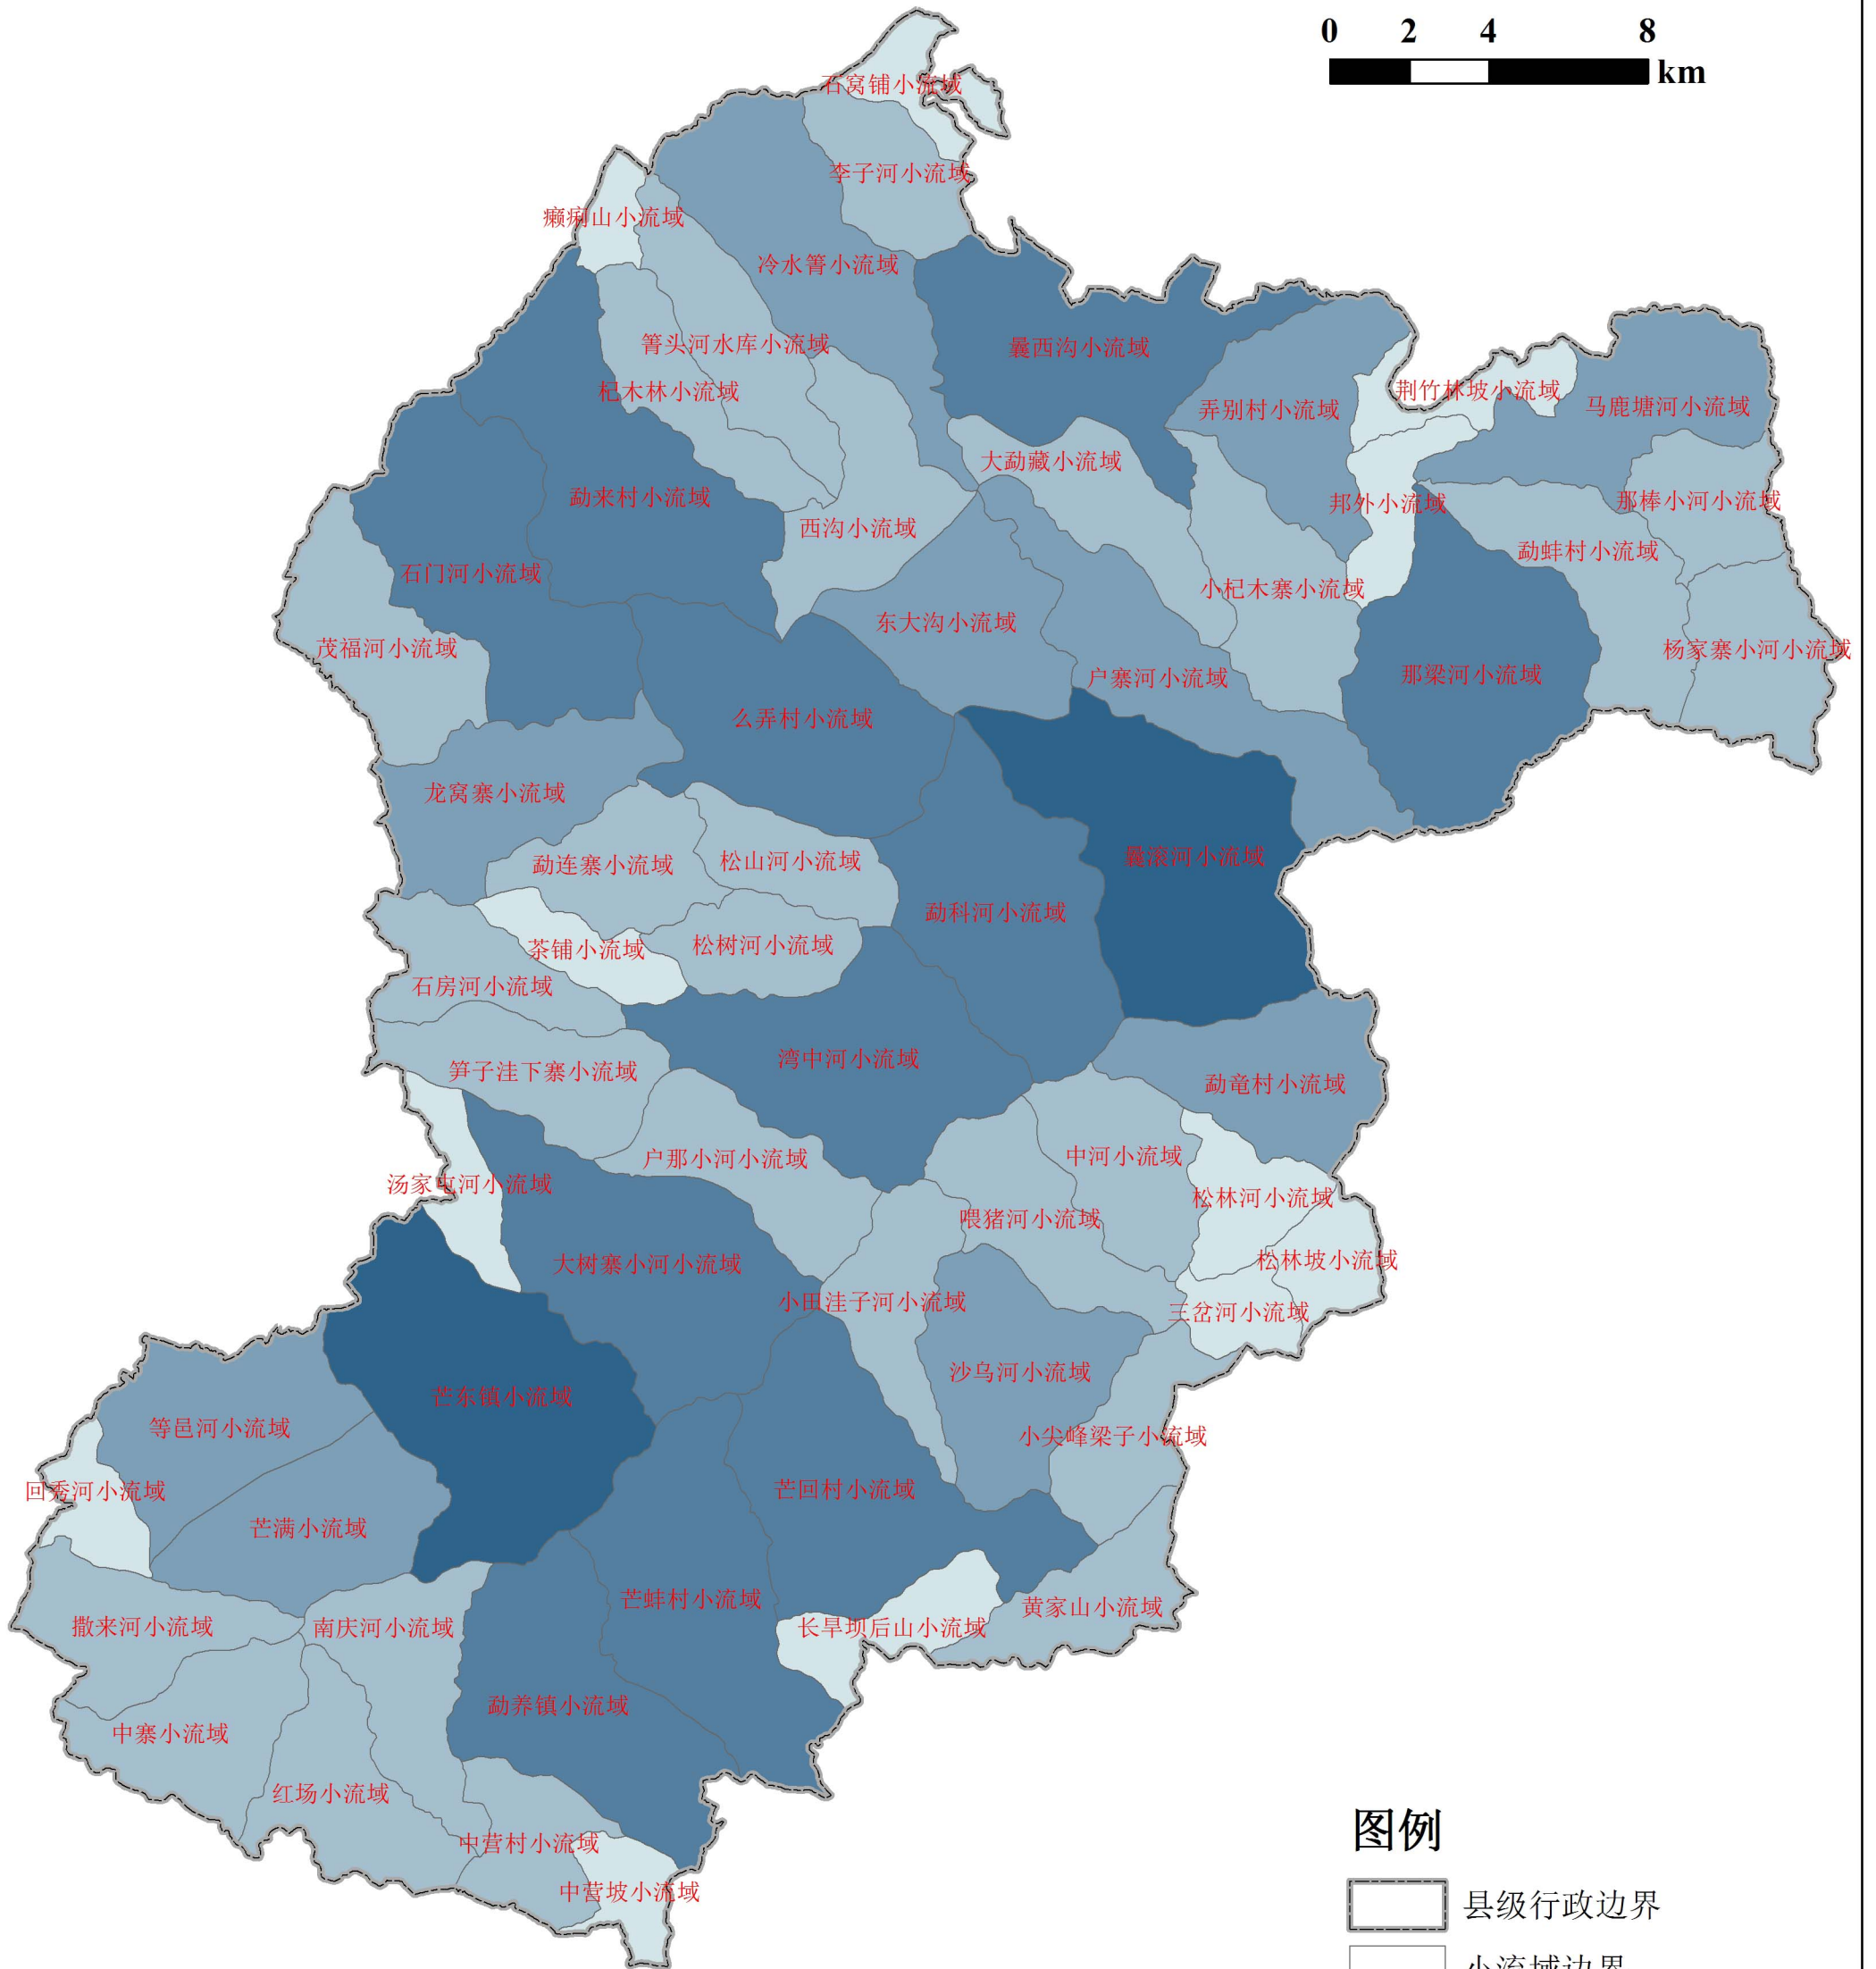 0 2 4 8
km
石窝铺小流域
李子河小流域
癞痢山小流域
冷水箐小流域
箐头河水库小流域
曩西沟小流域
杞木林小流域
弄别村小流域
荆竹林坡小流域
马鹿塘河小流域
大勐藏小流域
勐来村小流域
邦外小流域
那棒小河小流域
西沟小流域
勐蚌村小流域
石门河小流域
小杞木寨小流域
东大沟小流域
茂福河小流域
杨家寨小河小流域
户寨河小流域
那梁河小流域
么弄村小流域
龙窝寨小流域
曩滚河小流域
勐连寨小流域
松山河小流域
勐科河小流域
茶铺小流域
松树河小流域
石房河小流域
湾中河小流域
笋子洼下寨小流域
勐竜村小流域
户那小河小流域
中河小流域
汤家屯河小流域
松林河小流域
喂猪河小流域
大树寨小河小流域
松林坡小流域
小田洼子河小流域
三岔河小流域
沙乌河小流域
芒东镇小流域
等邑河小流域
小尖峰梁子小流域
回秀河小流域
芒回村小流域
芒满小流域
芒蚌村小流域
黄家山小流域
撒来河小流域
南庆河小流域
长旱坝后山小流域
勐养镇小流域
中寨小流域
红场小流域
中营村小流域
中营坡小流域
图例
县级行政边界
小流域边界